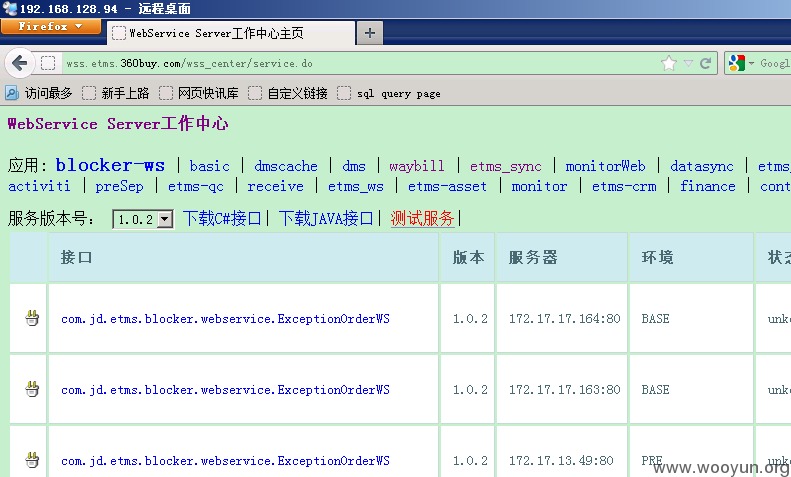 192.168.128.94 - 远程桌面
Firefox
WebService Server工作中心主页
wss.etms.360buy.com/wss_center/service.do
Googl
访问最多 新手上路 网页快讯库 自定义链接 sql query page
WebService Server工作中心
应用: blocker-ws | basic | dmscache | dms | waybill | etms_sync | monitorWeb | datasync | etms_
activiti | preSep | etms-qc | receive | etms_ws | etms-asset | monitor | etms-crm | finance | cont
服务版本号: 1.0.2 下载C#接口| 下载JAVA接口| 测试服务|
接口 版本 服务器 环境 状态
com.jd.etms.blocker.webservice.ExceptionOrderWS 1.0.2 172.17.17.164:80 BASE unk
com.jd.etms.blocker.webservice.ExceptionOrderWS 1.0.2 172.17.17.163:80 BASE unk
com.jd.etms.blocker.webservice.ExceptionOrderWS 1.0.2 172.17.13.49:80 PRE unk
www.wooyun.org